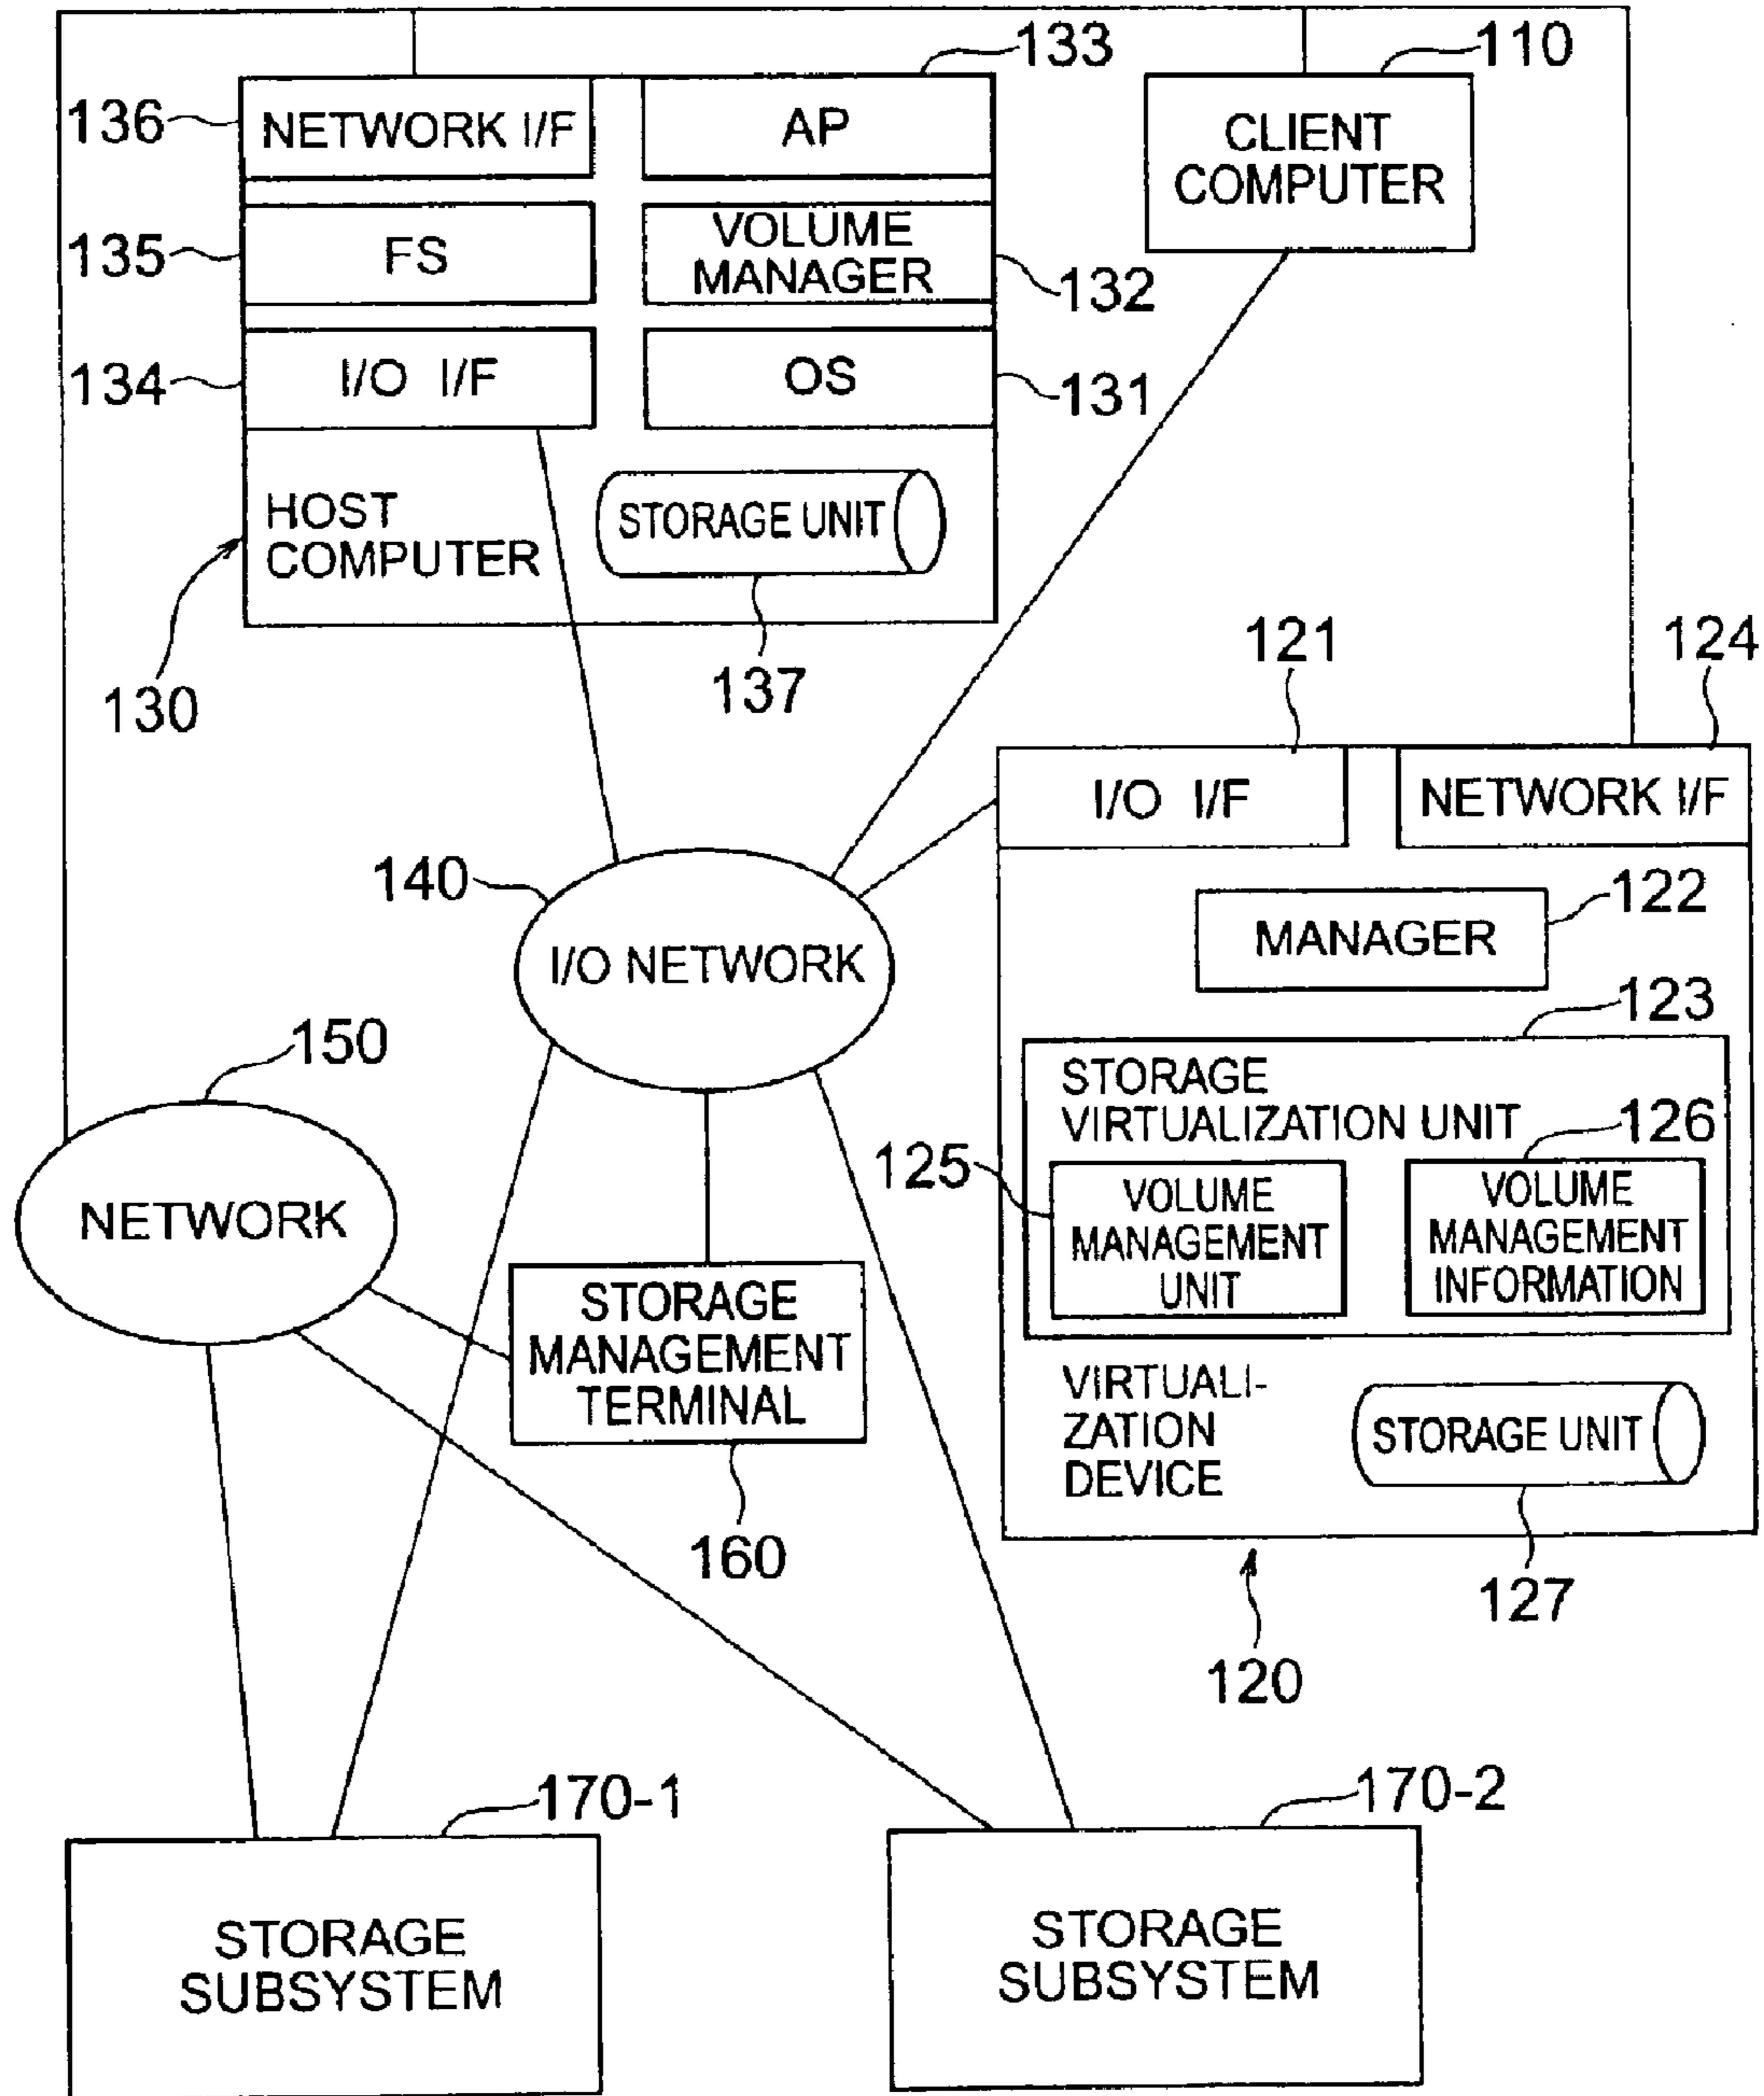 133
110
136
NETWORK I/F
AP
CLIENT
COMPUTER
135
FS
VOLUME
MANAGER
132
134
I/O I/F
OS
131
HOST
COMPUTER
STORAGE UNIT
130
137
121
124
I/O I/F
NETWORK I/F
140
122
MANAGER
I/O NETWORK
123
150
STORAGE
VIRTUALIZATION UNIT
126
125
VOLUME
MANAGEMENT
UNIT
VOLUME
MANAGEMENT
INFORMATION
NETWORK
STORAGE
MANAGEMENT
TERMINAL
VIRTUALI-
ZATION
DEVICE
STORAGE UNIT
160
127
120
170-1
170-2
STORAGE
SUBSYSTEM
STORAGE
SUBSYSTEM